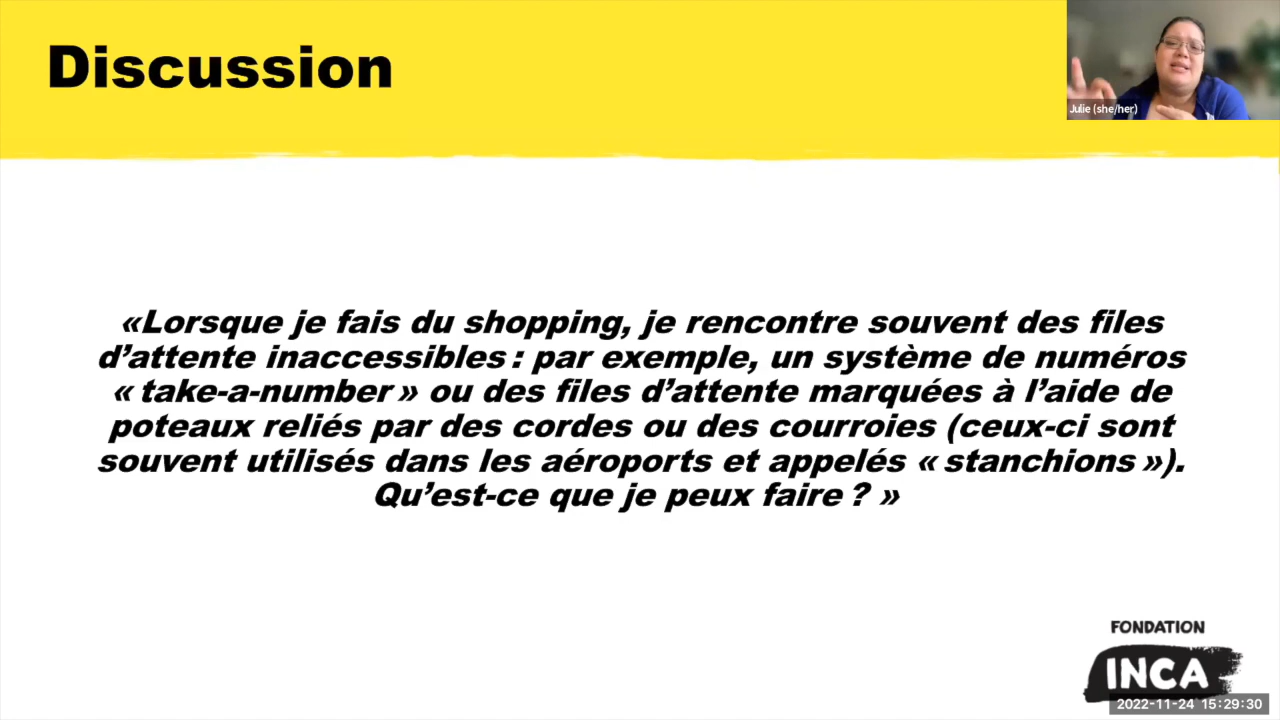 Discussion
Julie (she/her)
«Lorsque je fais du shopping, je rencontre souvent des files
d’attente inaccessibles : par exemple, un système de numéros
« take-a-number » ou des files d’attente marquées à l’aide de
poteaux reliés par des cordes ou des courroies (ceux-ci sont
souvent utilisés dans les aéroports et appelés « stanchions »).
Qu’est-ce que je peux faire ? »
FONDATION
INCA
2022-11-24 15:29:30